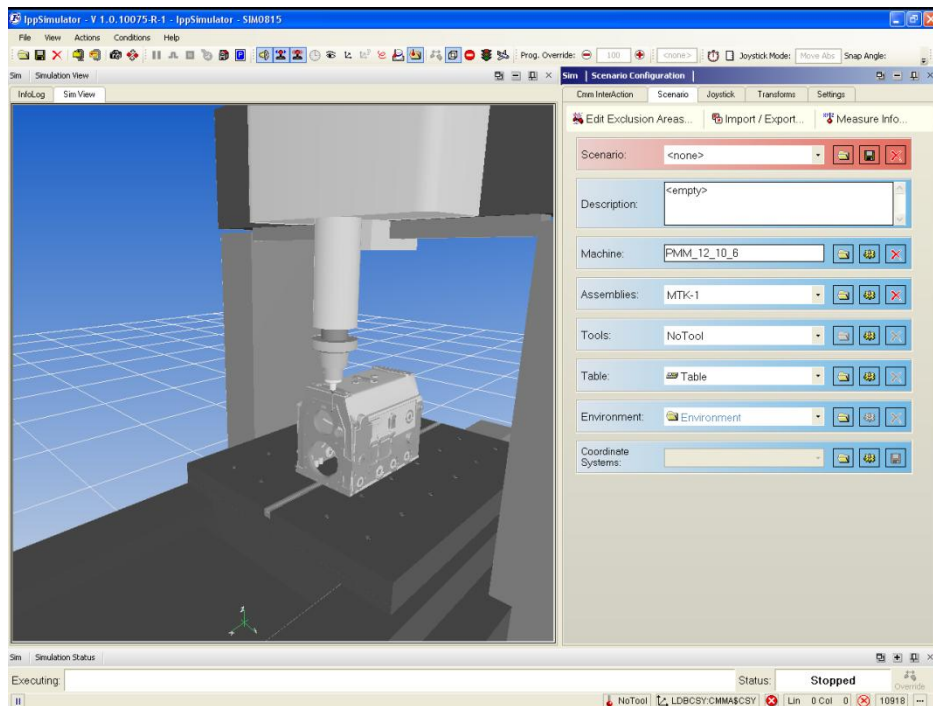 IppSimulator - V 1.0.10075-R-1 - IppSimulator - SIM0815
File View Actions Conditions Help
Prog. Override: 100 <none> Joystick Mode: Move Abs Snap Angle:
Sim Simulation View
Sim Scenario Configuration
InfoLog Sim View
Cmm InterAction Scenario Joystick Transforms Settings
Edit Exclusion Areas... Import / Export... Measure Info...
Scenario: <none>
Description: <empty>
Machine: PMM_12_10_6
Assemblies: MTK-1
Tools: NoTool
Table: Table
Environment: Environment
Coordinate
Systems:
Sim Simulation Status
Executing: Status: Stopped
Override
NoTool LDBCSY:CMMA$CSY Lin 0 Col 0 10918